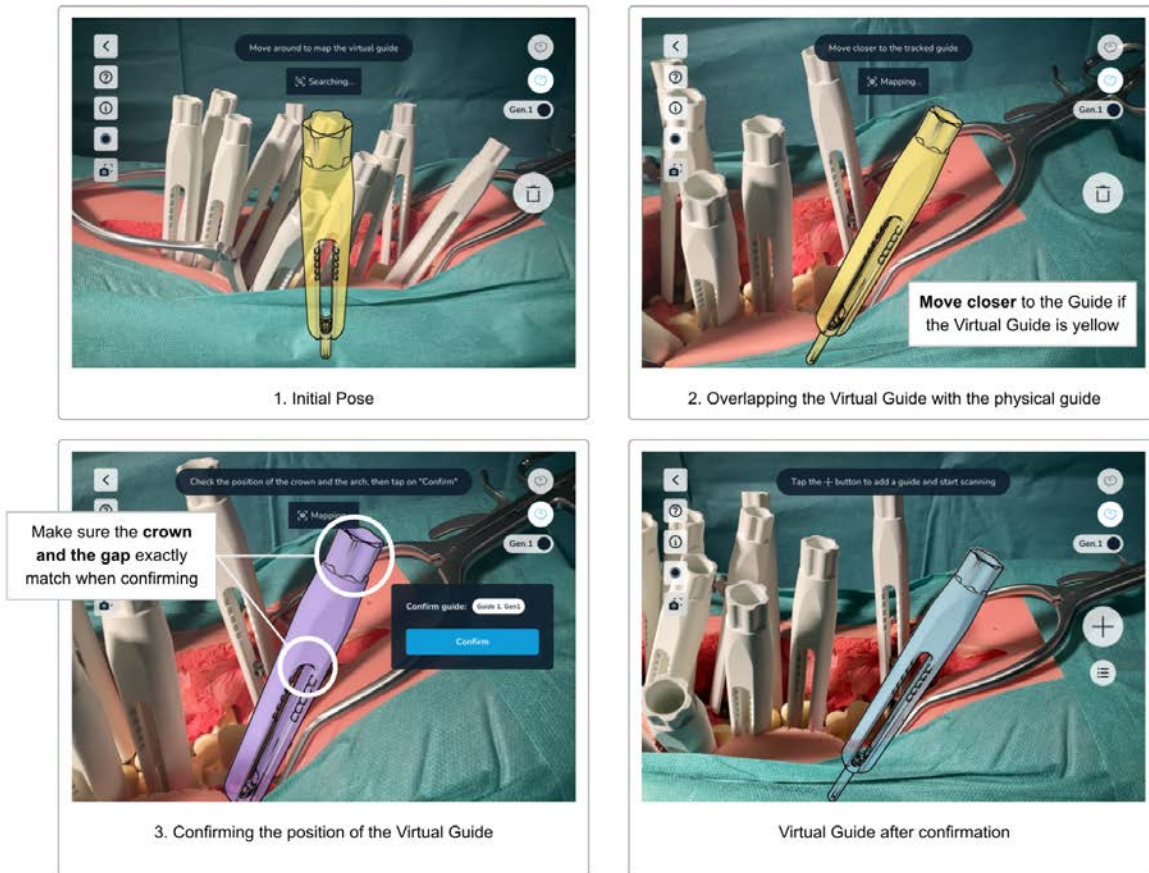 Move around to map the virtual guide
Searching...
Gen.1
1. Initial Pose
Move closer to the tracked guide
Mapping...
Gen.1
Move closer to the Guide if
the Virtual Guide is yellow
2. Overlapping the Virtual Guide with the physical guide
Check the position of the crown and the arch, then tap on "Confirm"
Mapping
Gen.1
Make sure the crown
and the gap exactly
match when confirming
Confirm guide: Guide 1. Gen1
Confirm
3. Confirming the position of the Virtual Guide
Tap the + button to add a guide and start scanning
Gen.1
Virtual Guide after confirmation